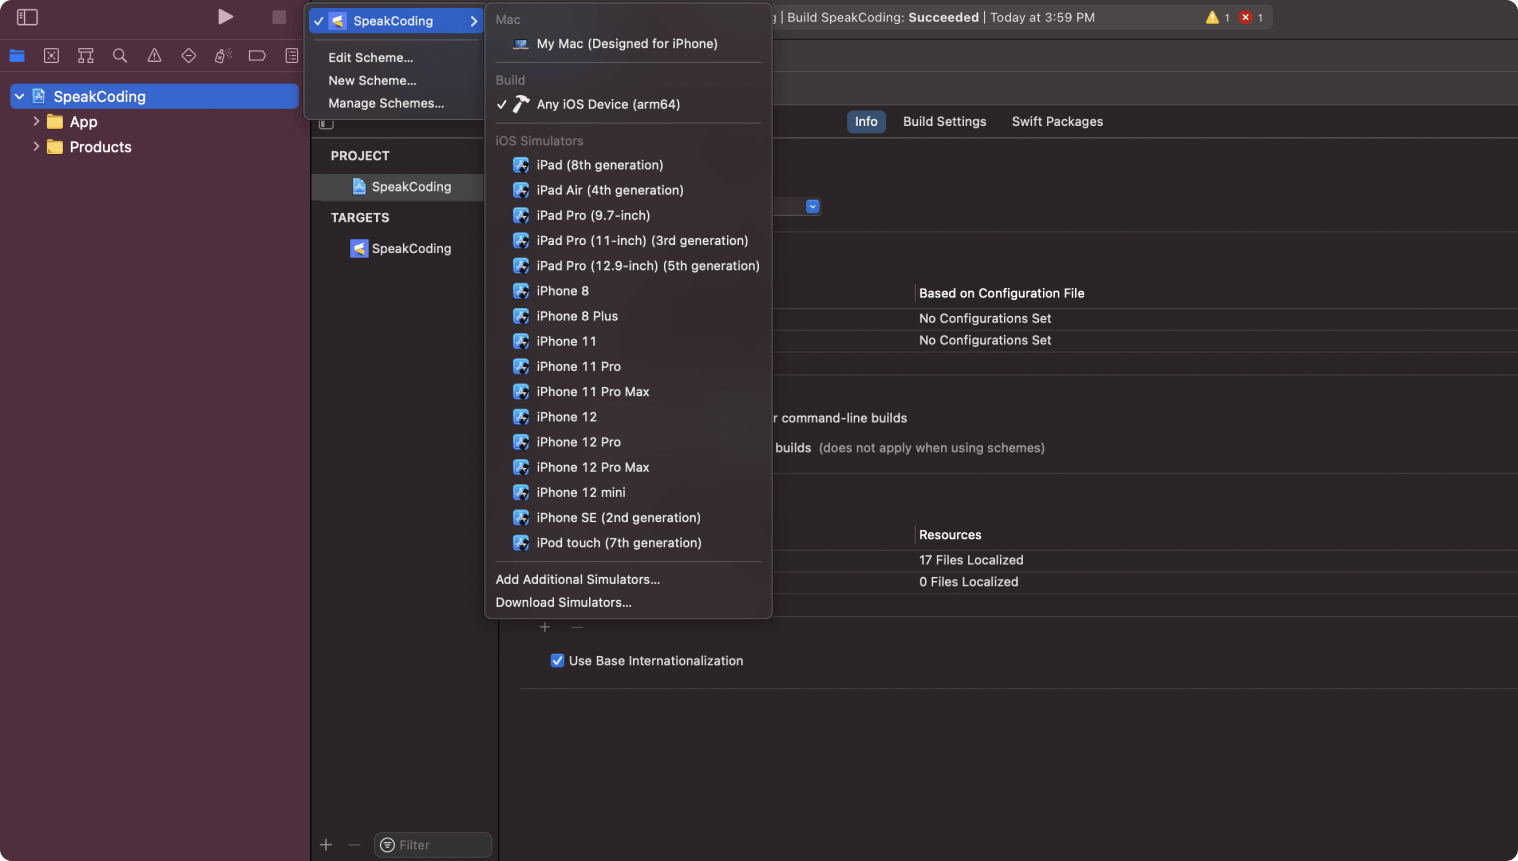 SpeakCoding
Edit Scheme...
New Scheme...
Manage Schemes...
Mac
My Mac (Designed for iPhone)
Build
Any iOS Device (arm64)
iOS Simulators
iPad (8th generation)
iPad Air (4th generation)
iPad Pro (9.7-inch)
iPad Pro (11-inch) (3rd generation)
iPad Pro (12.9-inch) (5th generation)
iPhone 8
iPhone 8 Plus
iPhone 11
iPhone 11 Pro
iPhone 11 Pro Max
iPhone 12
iPhone 12 Pro
iPhone 12 Pro Max
iPhone 12 mini
iPhone SE (2nd generation)
iPod touch (7th generation)
Add Additional Simulators...
Download Simulators...
| Build SpeakCoding: Succeeded | Today at 3:59 PM
1
1
SpeakCoding
App
Products
PROJECT
SpeakCoding
TARGETS
SpeakCoding
Filter
Info
Build Settings
Swift Packages
Based on Configuration File
No Configurations Set
No Configurations Set
r command-line builds
builds (does not apply when using schemes)
Resources
17 Files Localized
0 Files Localized
Use Base Internationalization